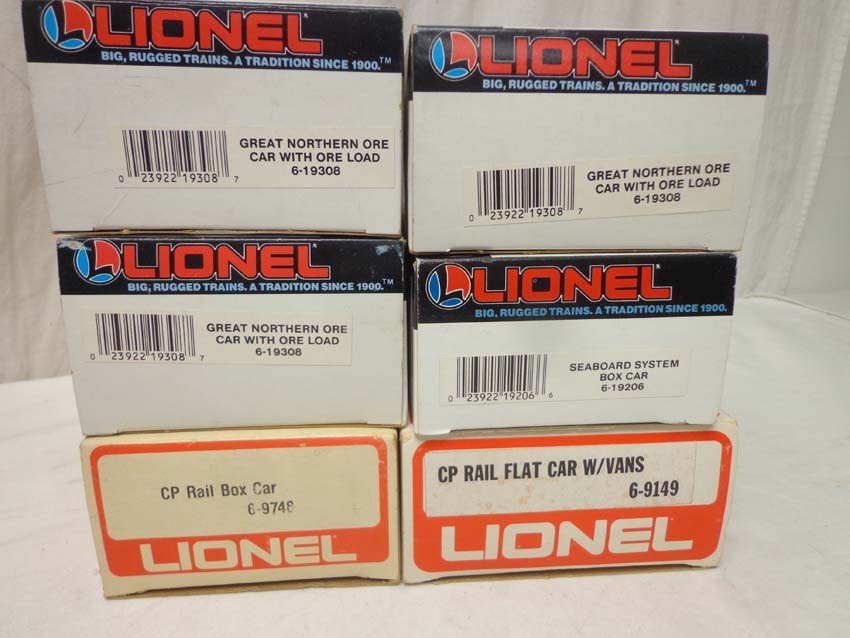 LIONEL
BIG, RUGGED TRAINS. A TRADITION SINCE 1900.™
GREAT NORTHERN ORE
CAR WITH ORE LOAD
6-19308
0 23922 19308 7
LIONEL
BIG, RUGGED TRAINS. A TRADITION SINCE 1900.™
GREAT NORTHERN ORE
CAR WITH ORE LOAD
6-19308
0 23922 19308 7
LIONEL
BIG, RUGGED TRAINS. A TRADITION SINCE 1900.™
GREAT NORTHERN ORE
CAR WITH ORE LOAD
6-19308
0 23922 19308 7
LIONEL
BIG, RUGGED TRAINS. A TRADITION SINCE 1900.
SEABOARD SYSTEM
BOX CAR
6-19206
0 23922 19206 6
CP Rail Box Car
6-9748
LIONEL
CP RAIL FLAT CAR W/VANS
6-9149
LIONEL